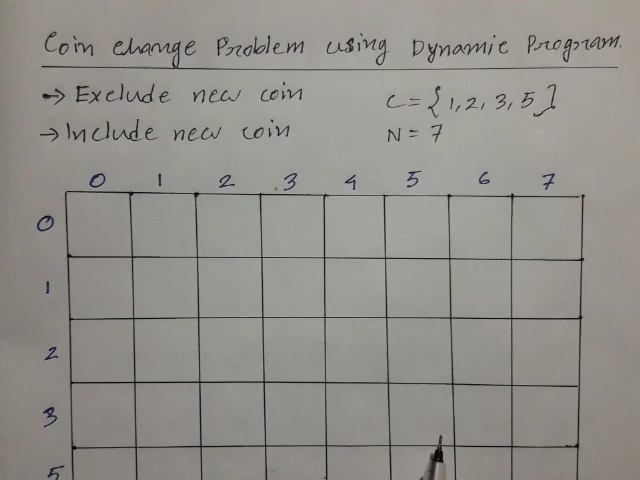 Coin change Problem using Dynamic Program.
→ Exclude new coin C = {1, 2, 3, 5}
→ Include new coin N = 7
0 1 2 3 4 5 6 7
0
1
2
3
5